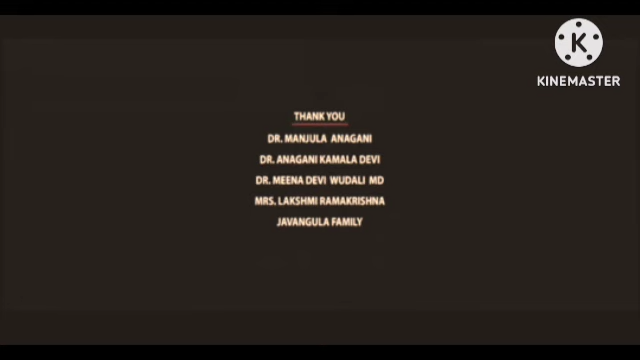 K
KINEMASTER
THANK YOU
DR. MANJULA ANAGANI
DR. ANAGANI KAMALA DEVI
DR. MEENA DEVI WUDALI MD
MRS. LAKSHMI RAMAKRISHNA
JAVANGULA FAMILY